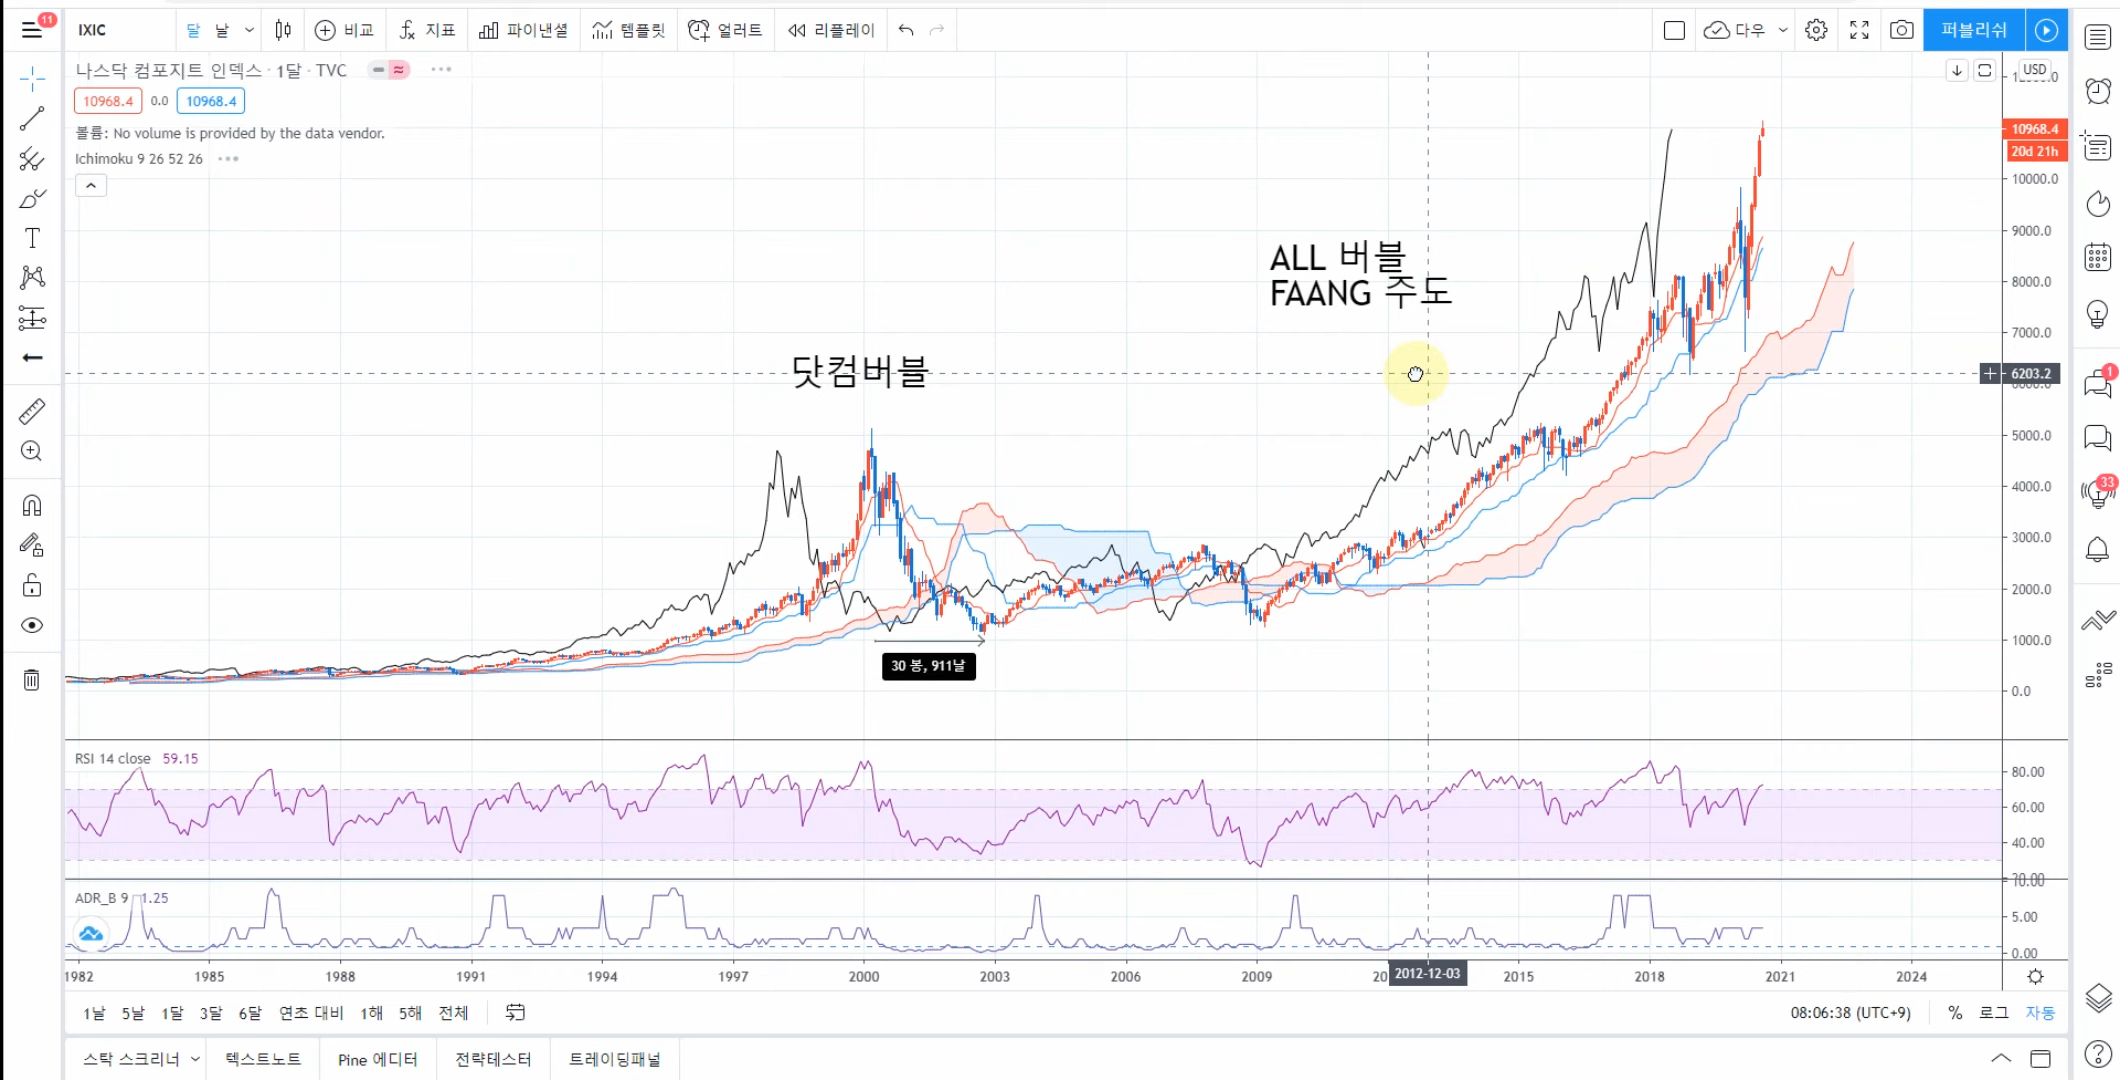 11
IXIC
달 날
비교
지표
파이낸셜
템플릿
얼러트
리플레이
다우
퍼블리쉬
나스닥 컴포지트 인덱스 · 1달 · TVC
10968.4 0.0 10968.4
볼륨: No volume is provided by the data vendor.
Ichimoku 9 26 52 26
USD
10968.4
20d 21h
10000.0
9000.0
8000.0
7000.0
6203.2
5000.0
4000.0
3000.0
2000.0
1000.0
0.0
ALL 버블
FAANG 주도
닷컴버블
30 봉, 911날
RSI 14 close 59.15
80.00
60.00
40.00
ADR_B 9 1.25
10.00
5.00
0.00
1982 1985 1988 1991 1994 1997 2000 2003 2006 2009 2012-12-03 2015 2018 2021 2024
1날 5날 1달 3달 6달 연초 대비 1해 5해 전체
08:06:38 (UTC+9) % 로그 자동
스탁 스크리너
텍스트노트
Pine 에디터
전략테스터
트레이딩패널
1
33